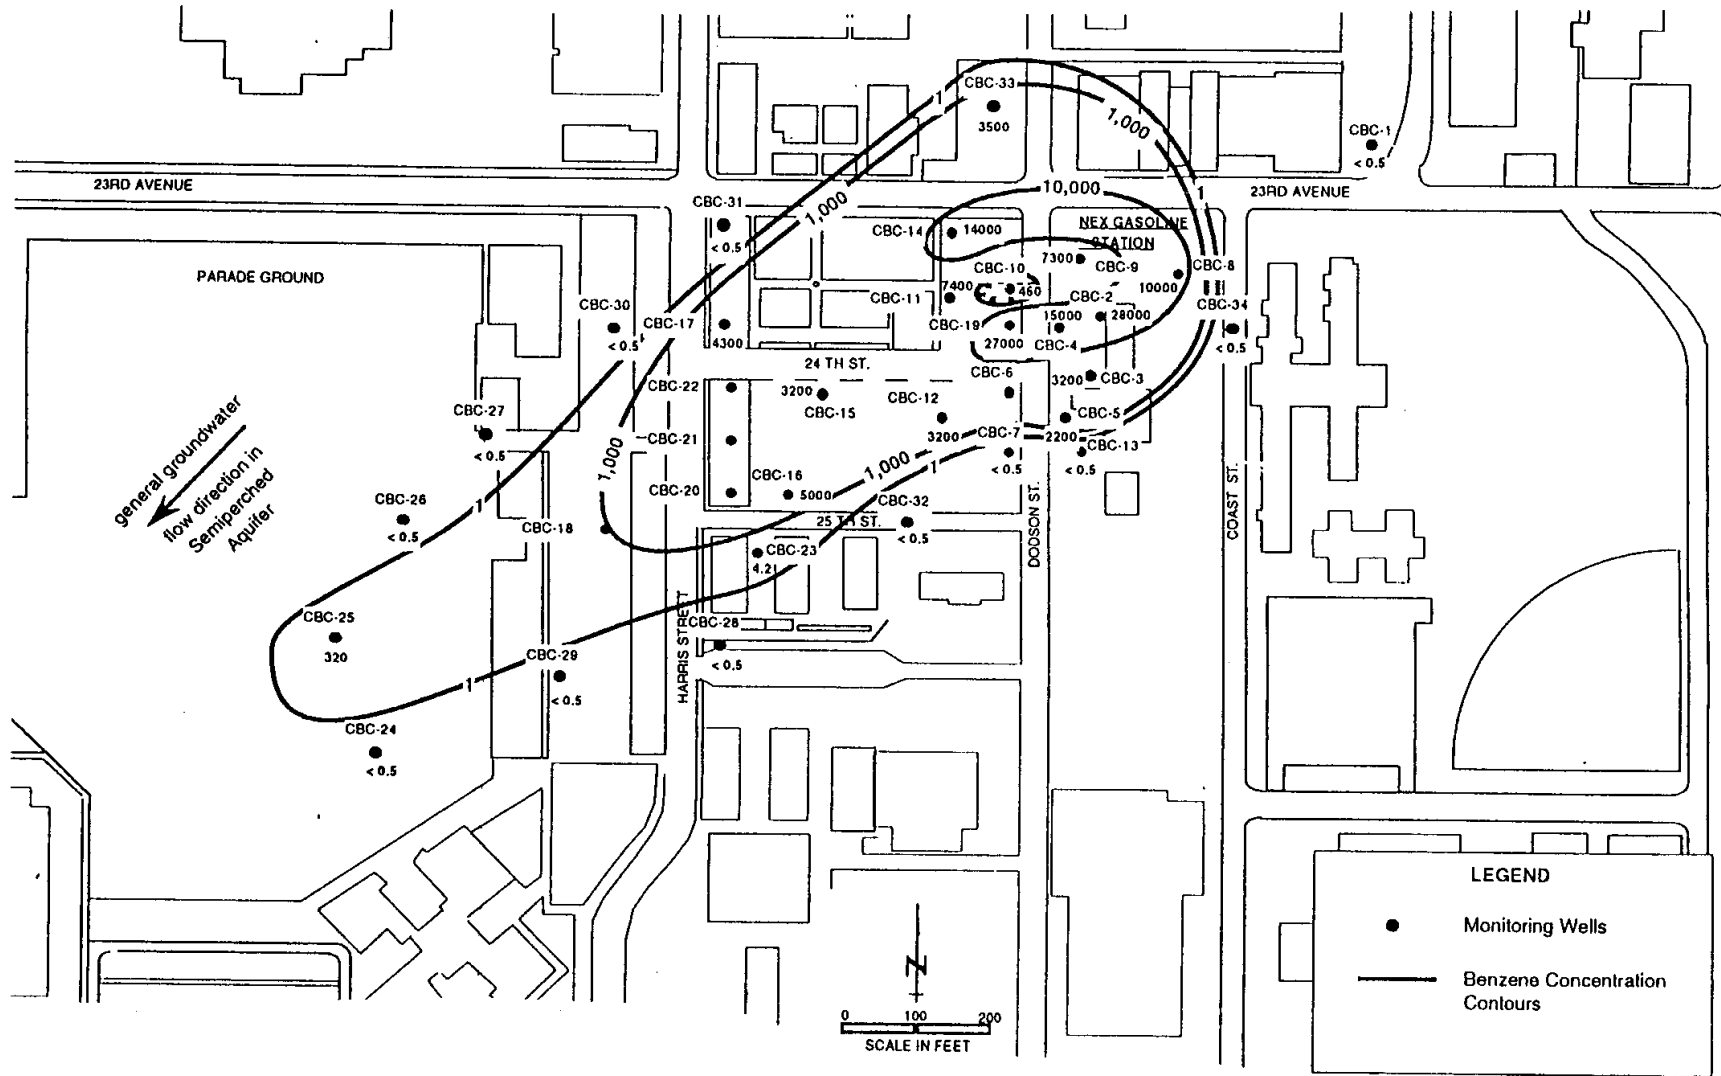 CBC-33
3500
1
1,000
CBC-1
< 0.5
23RD AVENUE
10,000
1
23RD AVENUE
CBC-31
< 0.5
1,000
CBC-14
14000
NEX GASOLINE
STATION
PARADE GROUND
7300
CBC-9
CBC-8
10000
CBC-10
460
7400
CBC-11
CBC-2
28000
CBC-34
< 0.5
CBC-30
< 0.5
CBC-17
4300
CBC-19
27000
15000
CBC-4
24 TH ST.
CBC-6
3200
CBC-3
CBC-22
3200
CBC-15
CBC-12
3200
CBC-5
2200
CBC-27
< 0.5
general groundwater
flow direction in
Semiperched
Aquifer
CBC-21
1,000
CBC-7
< 0.5
CBC-13
< 0.5
1,000
1
CBC-16
5000
CBC-20
CBC-32
< 0.5
COAST ST.
DODSON ST.
CBC-26
< 0.5
1
CBC-18
25 TH ST.
CBC-23
4.2
CBC-25
320
CBC-28
< 0.5
HARRIS STREET
CBC-29
< 0.5
1
CBC-24
< 0.5
N
0 100 200
SCALE IN FEET
LEGEND
Monitoring Wells
Benzene Concentration
Contours